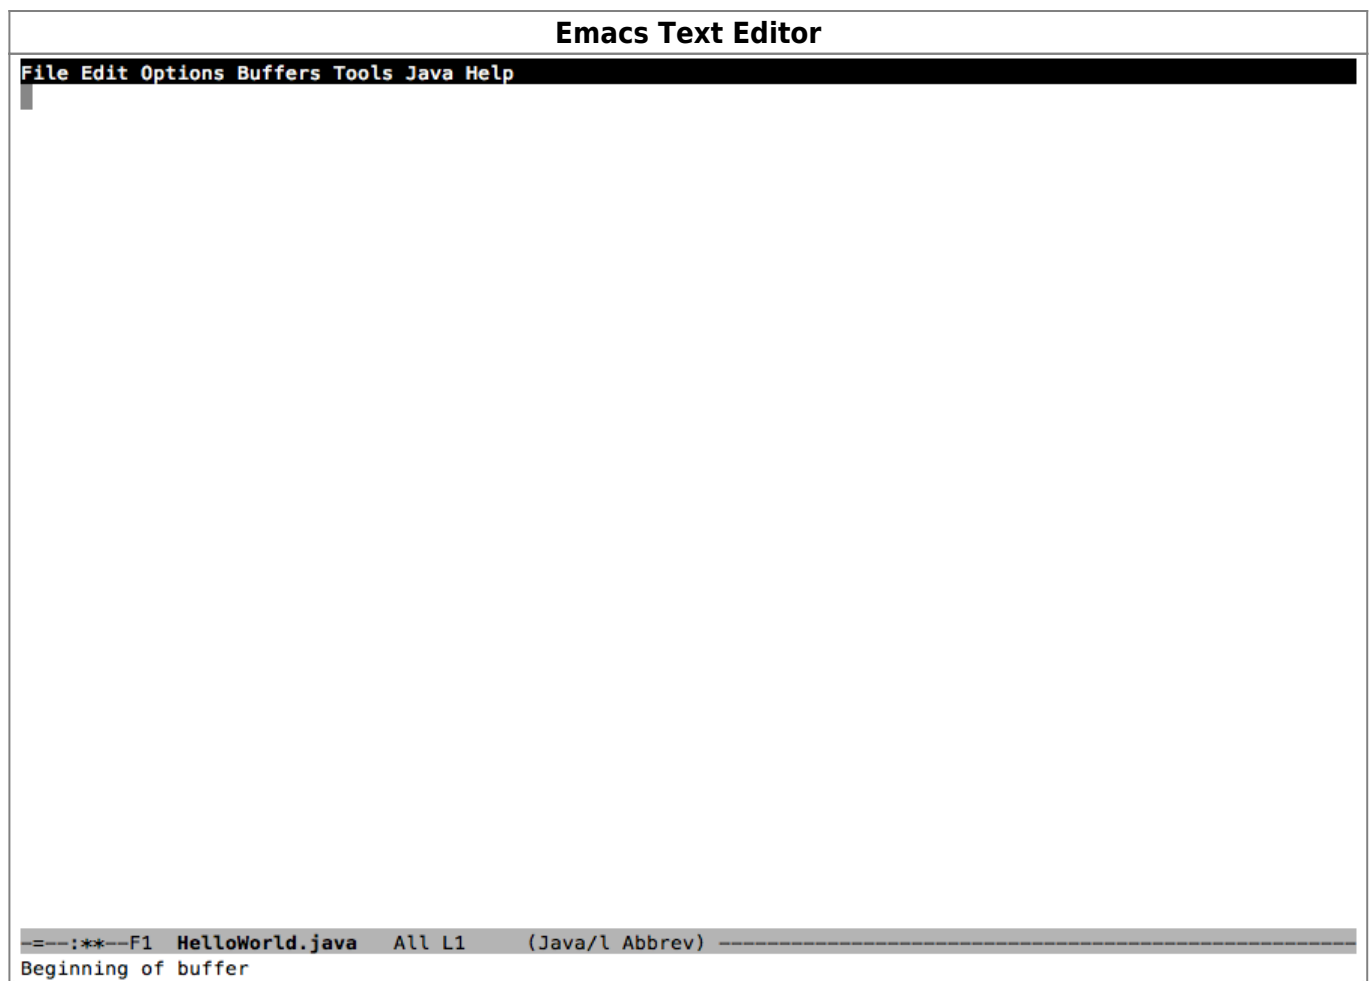 Emacs Text Editor
File Edit Options Buffers Tools Java Help
-=--:**--F1  HelloWorld.java   All L1     (Java/l Abbrev) -----------------------------------------------------
Beginning of buffer